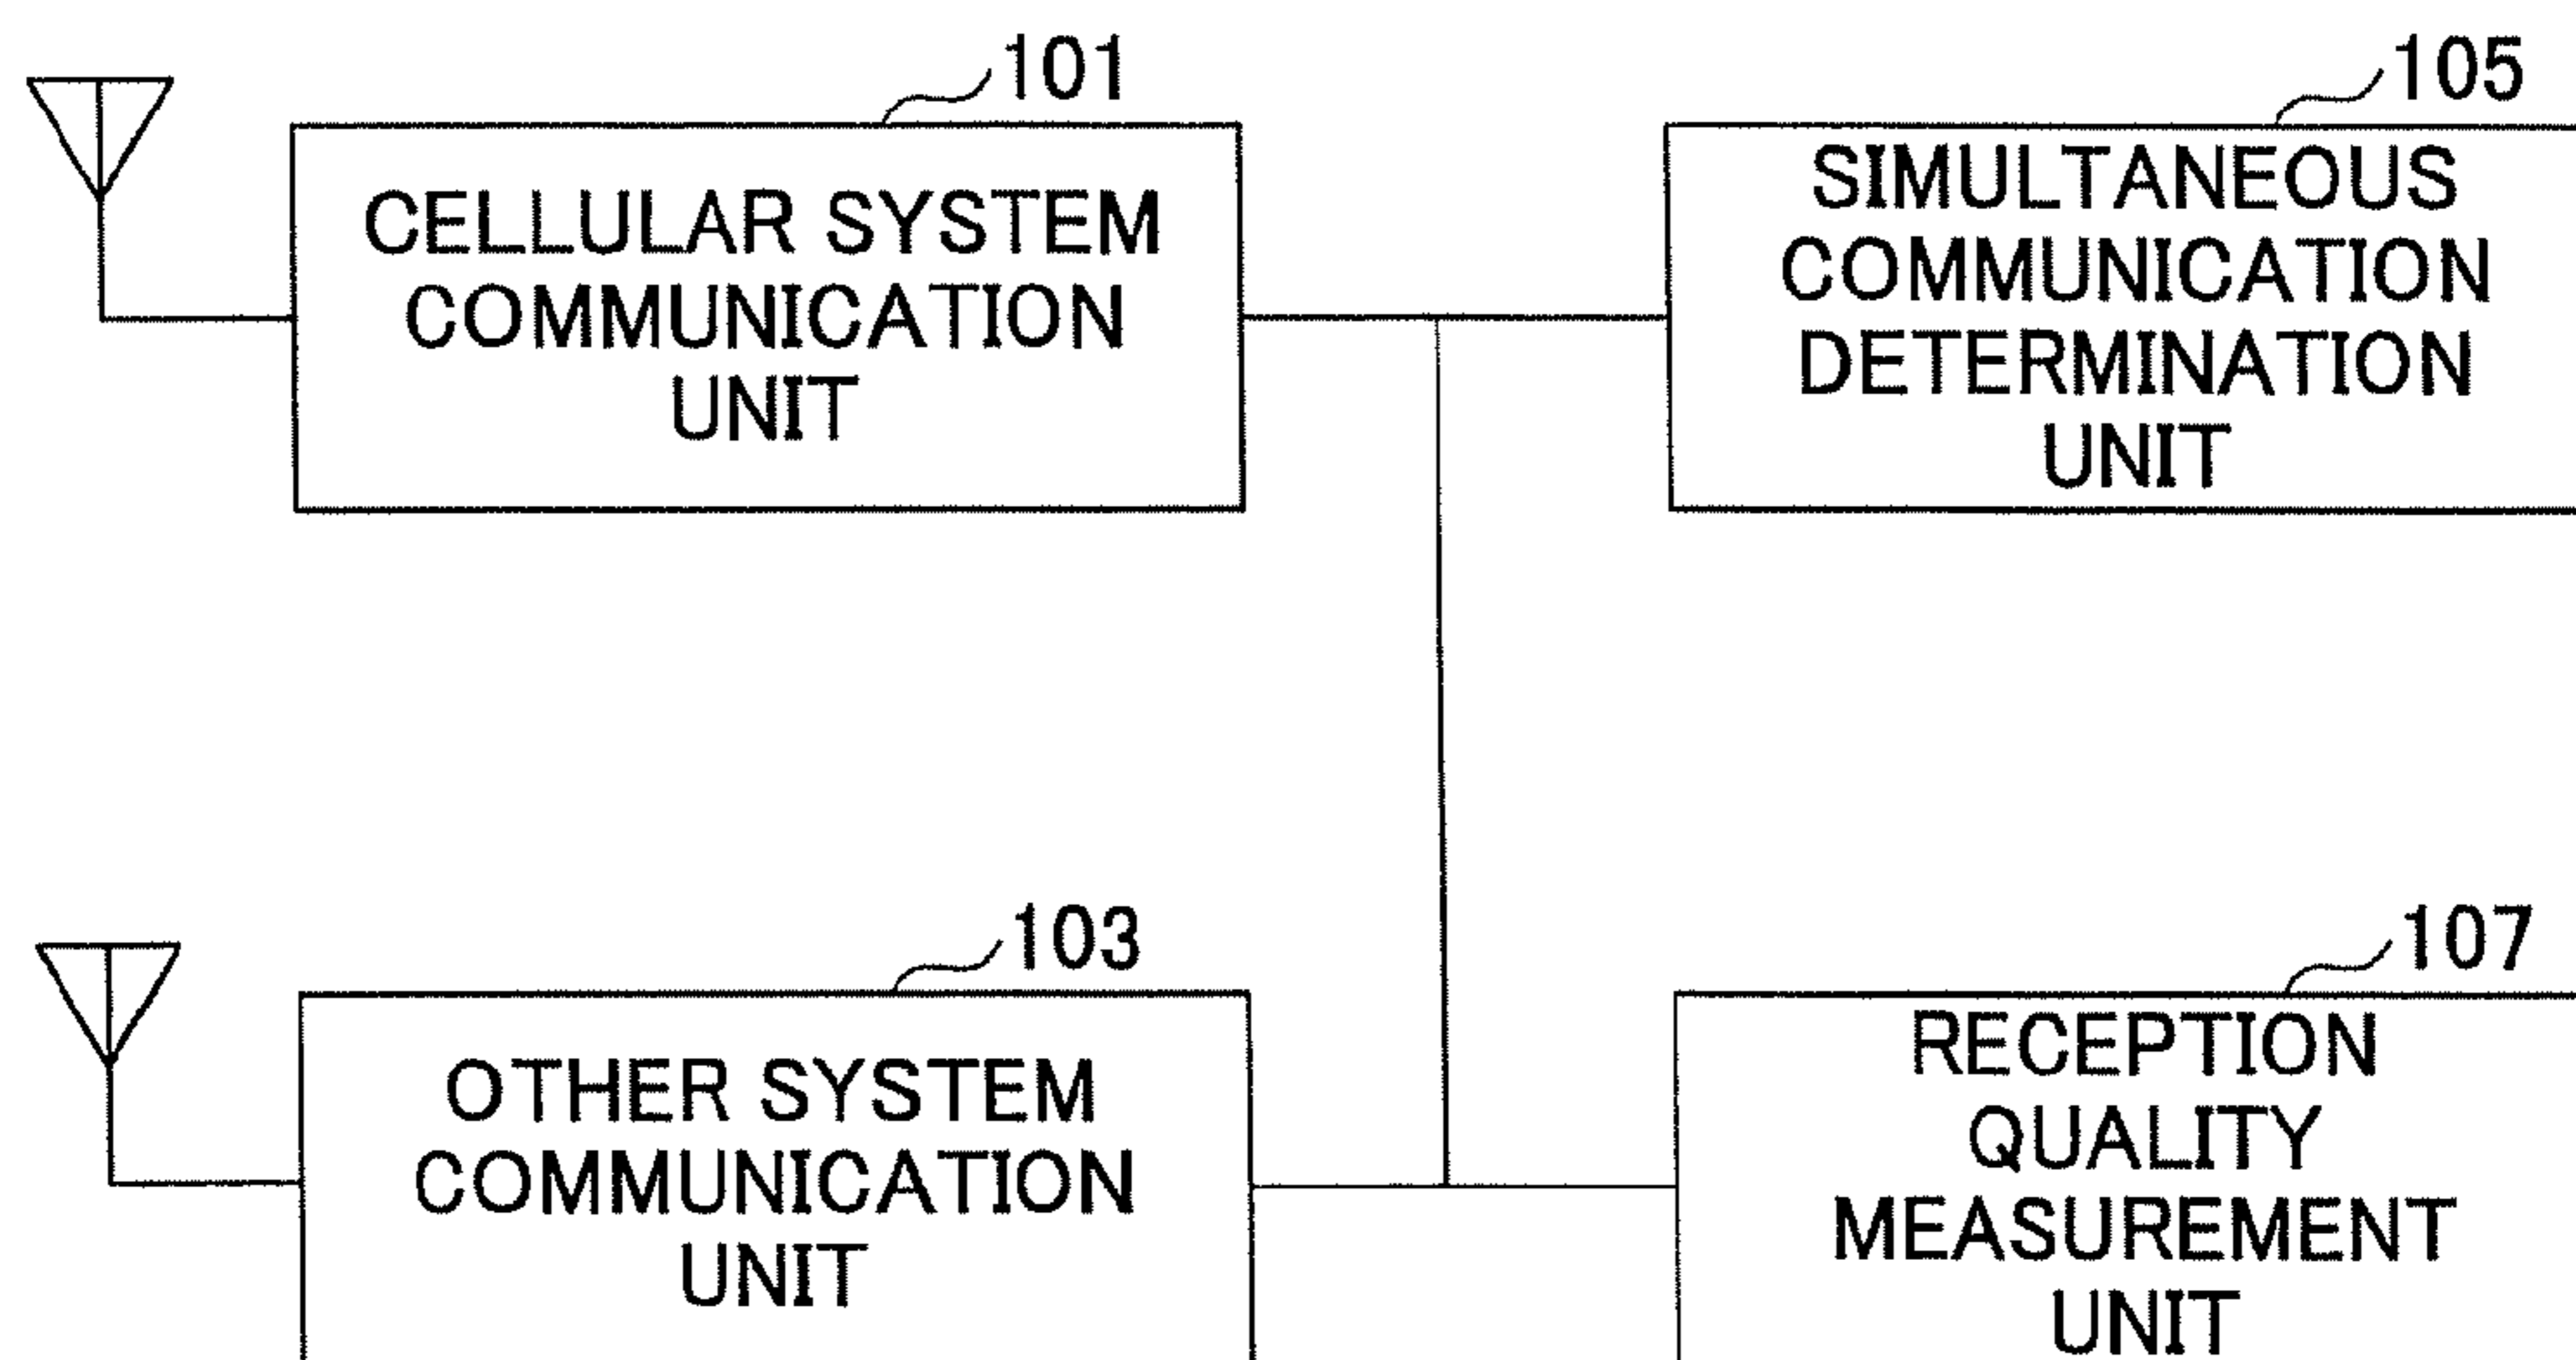 101
CELLULAR SYSTEM
COMMUNICATION
UNIT
105
SIMULTANEOUS
COMMUNICATION
DETERMINATION
UNIT
103
OTHER SYSTEM
COMMUNICATION
UNIT
107
RECEPTION
QUALITY
MEASUREMENT
UNIT